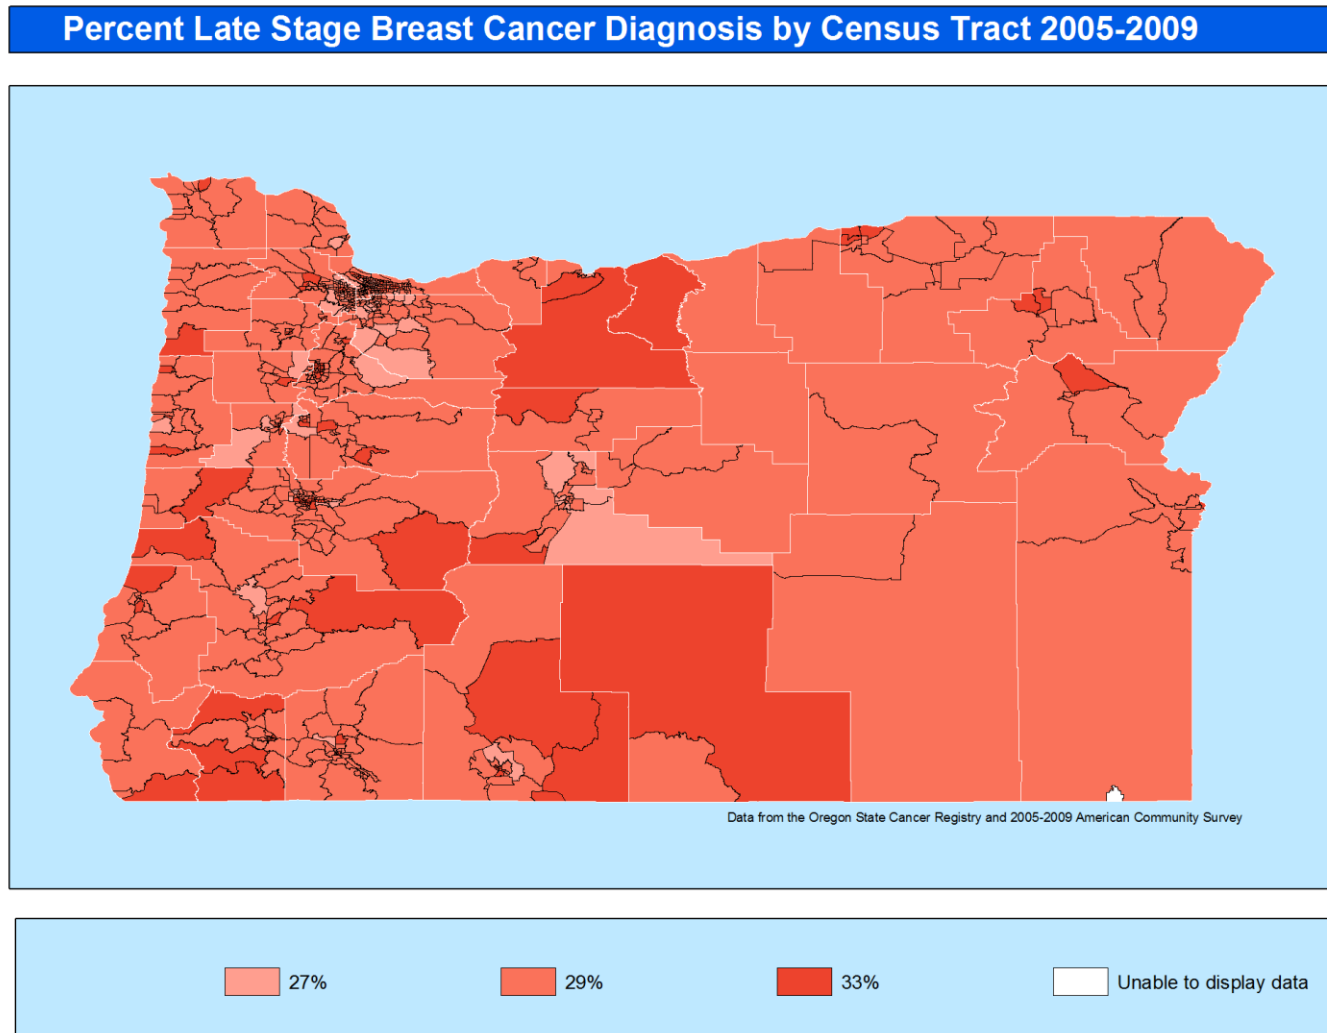 Percent Late Stage Breast Cancer Diagnosis by Census Tract 2005-2009
Data from the Oregon State Cancer Registry and 2005-2009 American Community Survey
27%
29%
33%
Unable to display data